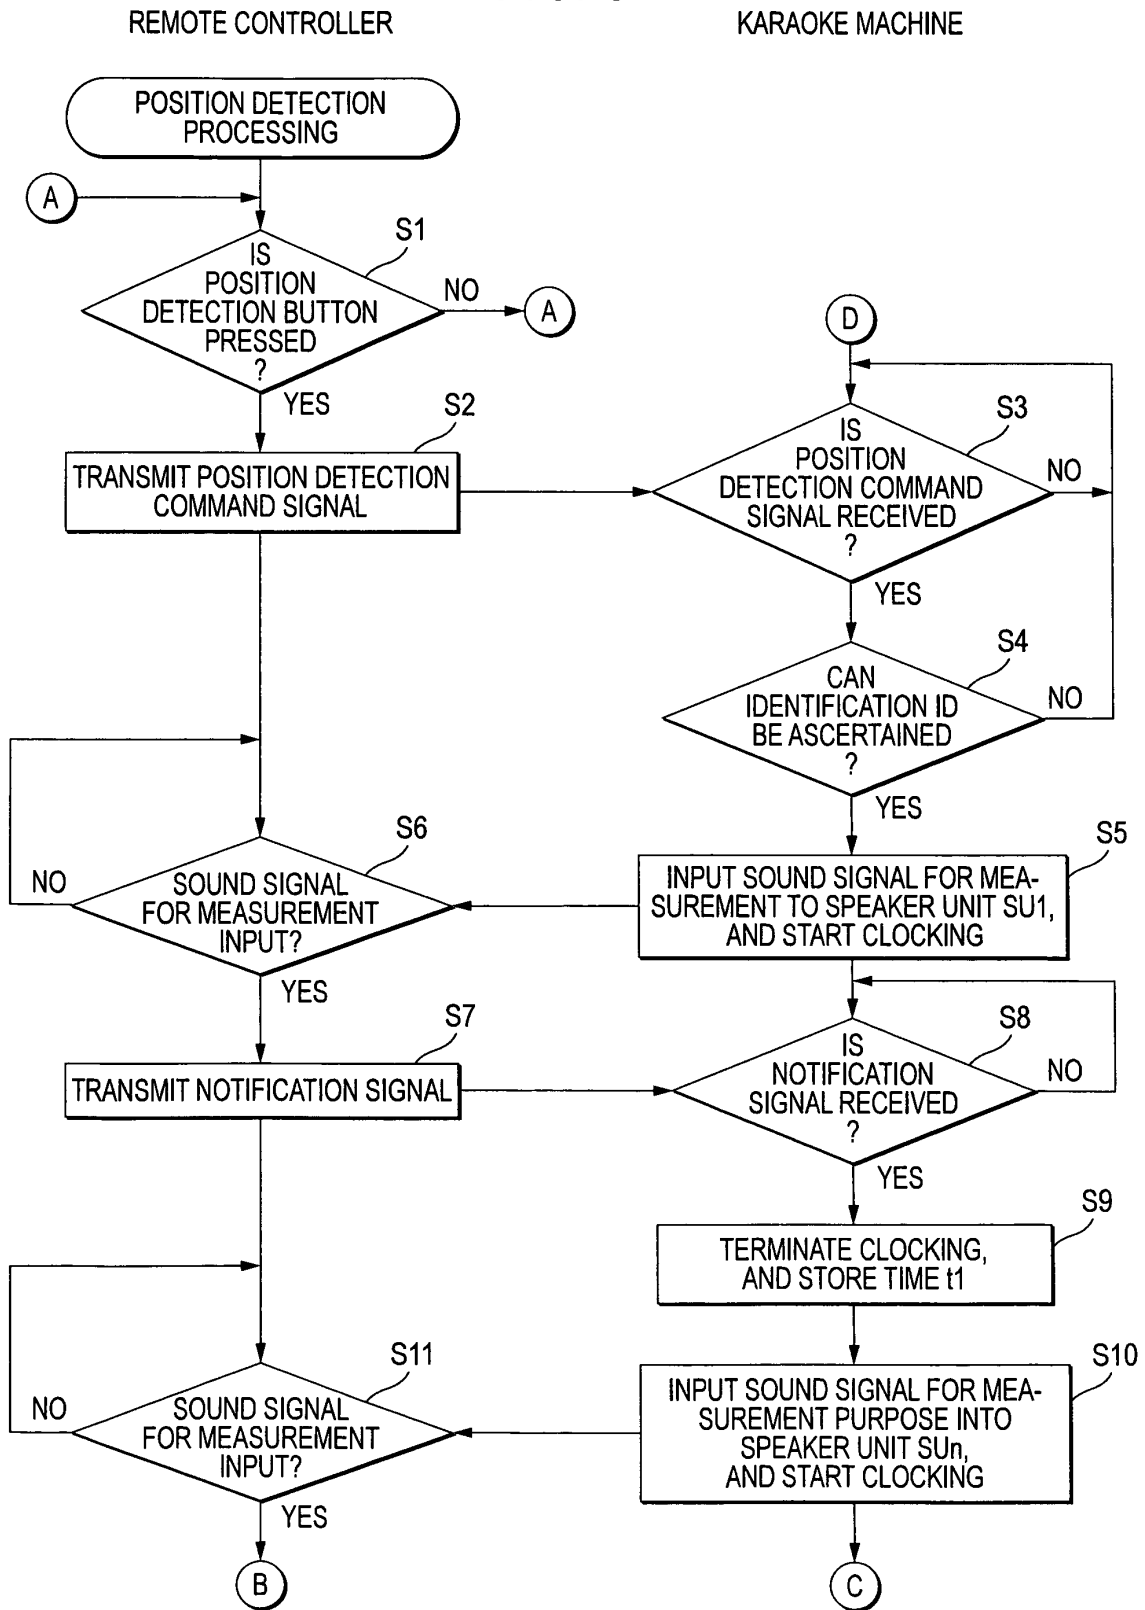 REMOTE CONTROLLER
KARAOKE MACHINE
POSITION DETECTION
PROCESSING
A
S1
IS
POSITION
DETECTION BUTTON
PRESSED
?
NO
A
YES
S2
TRANSMIT POSITION DETECTION
COMMAND SIGNAL
D
S3
IS
POSITION
DETECTION COMMAND
SIGNAL RECEIVED
?
NO
YES
S4
CAN
IDENTIFICATION ID
BE ASCERTAINED
?
NO
YES
S5
INPUT SOUND SIGNAL FOR MEA-
SUREMENT TO SPEAKER UNIT SU1,
AND START CLOCKING
S6
SOUND SIGNAL
FOR MEASUREMENT
INPUT?
NO
YES
S7
TRANSMIT NOTIFICATION SIGNAL
S8
IS
NOTIFICATION
SIGNAL RECEIVED
?
NO
YES
S9
TERMINATE CLOCKING,
AND STORE TIME t1
S10
INPUT SOUND SIGNAL FOR MEA-
SUREMENT PURPOSE INTO
SPEAKER UNIT SUn,
AND START CLOCKING
S11
SOUND SIGNAL
FOR MEASUREMENT
INPUT?
NO
YES
B
C